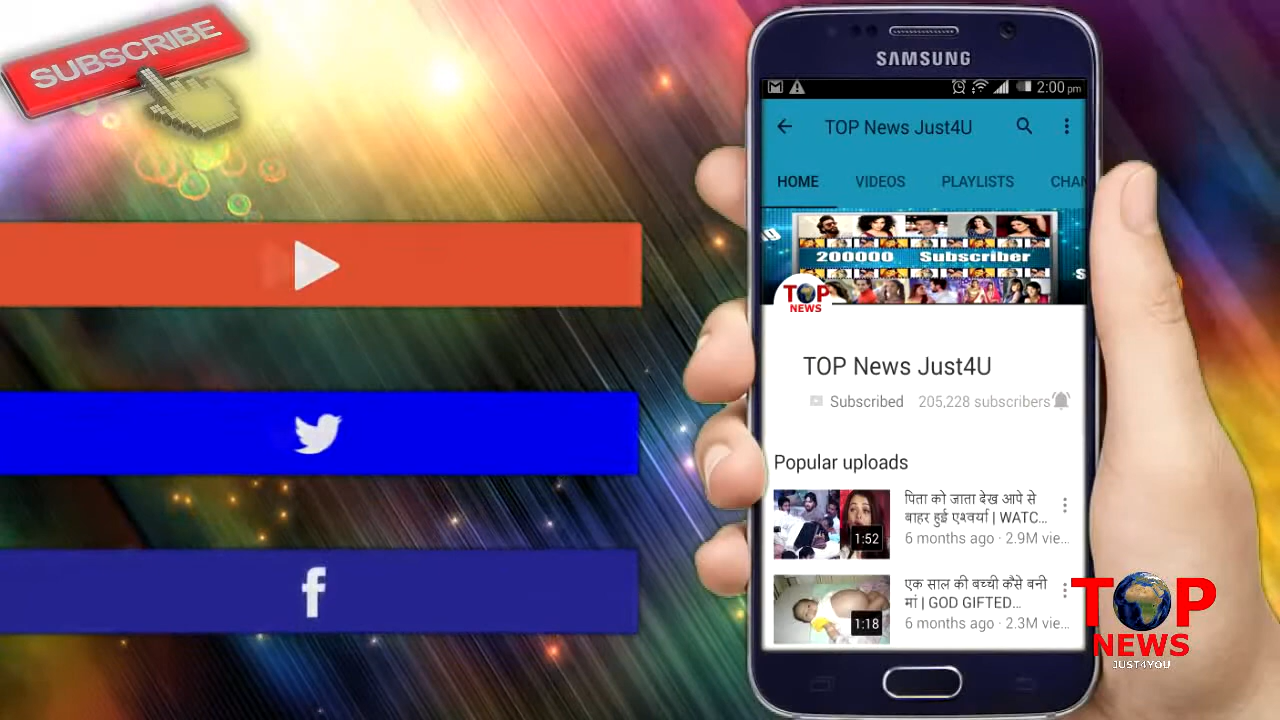 SUBSCRIBE
SAMSUNG
2:00 pm
TOP News Just4U
HOME VIDEOS PLAYLISTS CHAN
200000 Subscriber
TOP
NEWS
TOP News Just4U
Subscribed 205,228 subscribers
Popular uploads
पिता को जाता देख आपे से
बाहर हुई एश्वर्या | WATC...
6 months ago · 2.9M vie...
1:52
एक साल की बच्ची कैसे बनी
मां | GOD GIFTED...
6 months ago · 2.3M vie...
1:18
TOP
NEWS
JUST4YOU